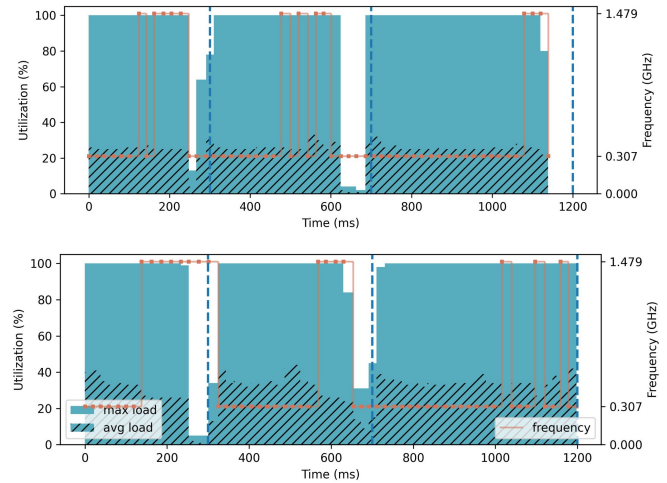 100
80
60
40
20
0
Utilization (%)
0 200 400 600 800 1000 1200
Time (ms)
1.479
0.307
0.000
Frequency (GHz)
100
80
60
40
20
0
Utilization (%)
max load
avg load
frequency
0 200 400 600 800 1000 1200
Time (ms)
1.479
0.307
0.000
Frequency (GHz)